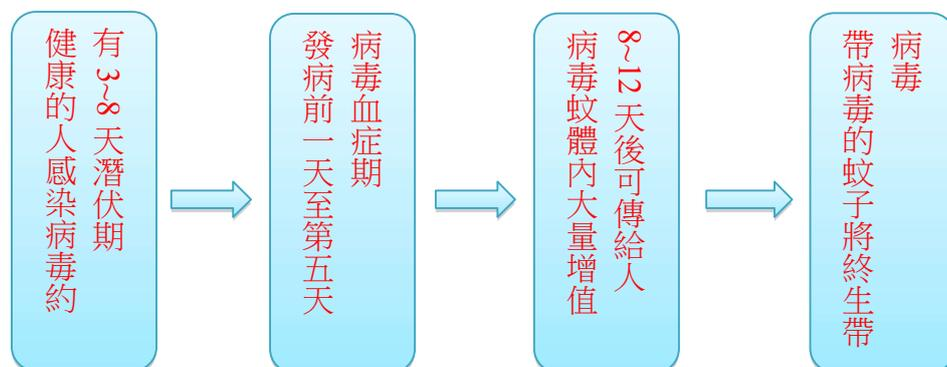 健康的人感染病毒約
有 3~8 天潛伏期
發病前一天至第五天
病毒血症期
病毒蚊體內大量增值
8~12 天後可傳給人
帶病毒的蚊子將終生帶
病毒